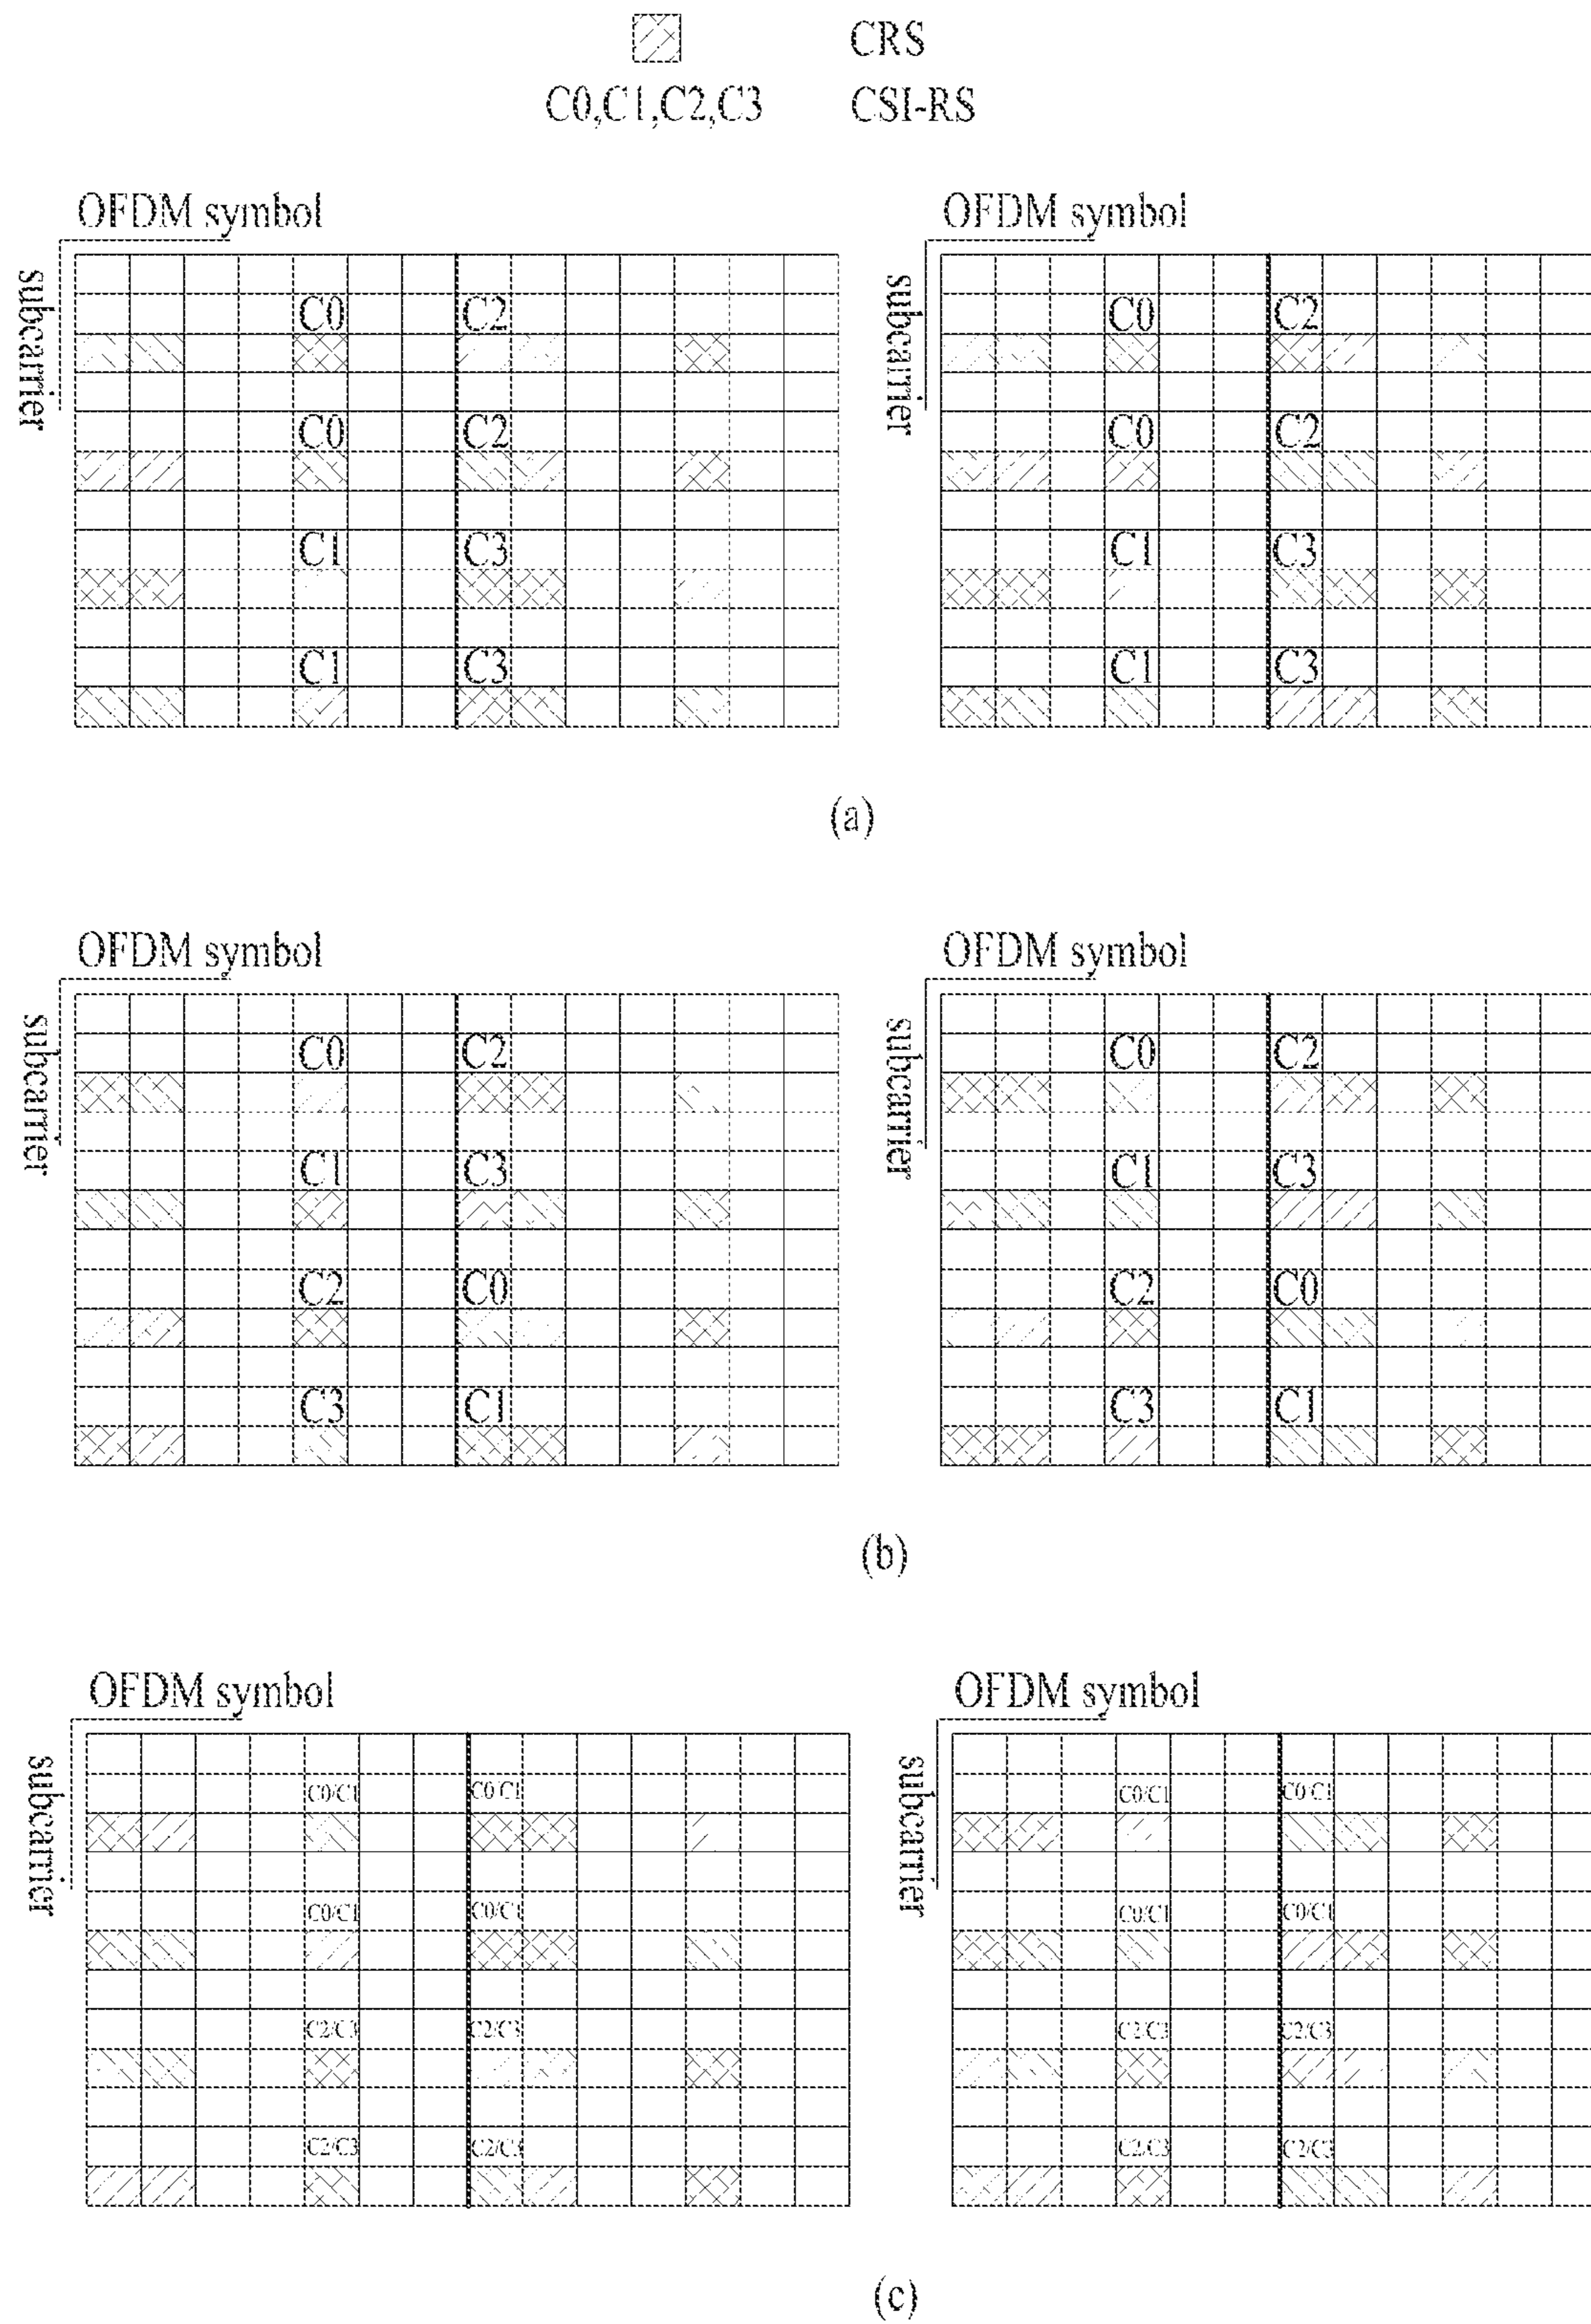 CRS
C0,C1,C2,C3 CSI-RS
OFDM symbol OFDM symbol
subcarrier subcarrier
C0 C2 C0 C2
C0 C2 C0 C2
C1 C3 C1 C3
C1 C3 C1 C3
(a)
OFDM symbol OFDM symbol
subcarrier subcarrier
C0 C2 C0 C2
C1 C3 C1 C3
C2 C0 C2 C0
C3 C1 C3 C1
(b)
OFDM symbol OFDM symbol
subcarrier subcarrier
C0/C1 C0/C1 C0/C1 C0/C1
C0/C1 C0/C1 C0/C1 C0/C1
C2/C3 C2/C3 C2/C3 C2/C3
C2/C3 C2/C3 C2/C3 C2/C3
(c)